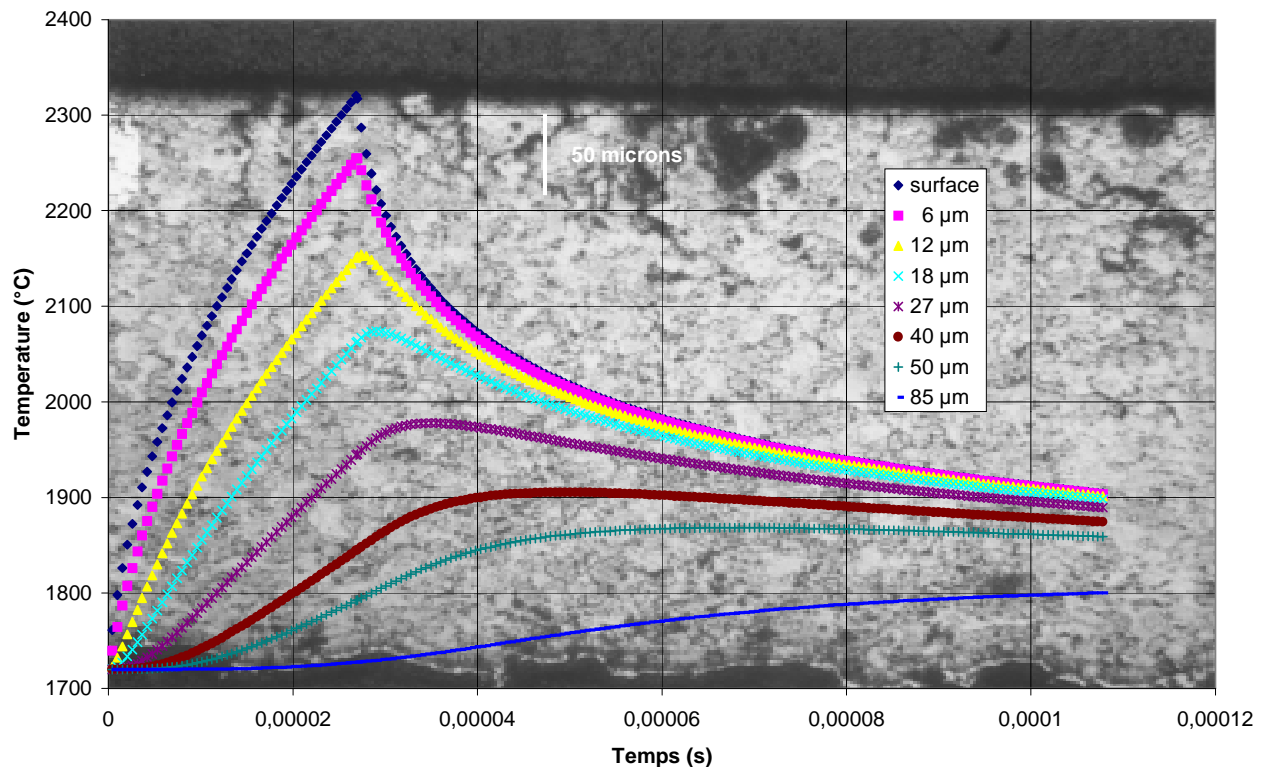 2400
2300
2200
2100
2000
1900
1800
1700
Temperature (°C)
50 microns
surface
6 µm
12 µm
18 µm
27 µm
40 µm
50 µm
85 µm
0
0,00002
0,00004
0,00006
0,00008
0,00001
0,00012
Temps (s)